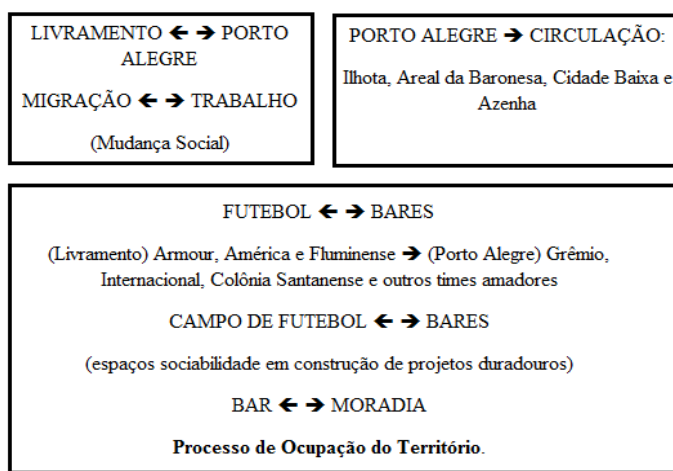 LIVRAMENTO 🡨 🡪 PORTO
ALEGRE
MIGRAÇÃO 🡨 🡪 TRABALHO
(Mudança Social)
PORTO ALEGRE 🡪 CIRCULAÇÃO:
Ilhota, Areal da Baronesa, Cidade Baixa e
Azenha
FUTEBOL 🡨 🡪 BARES
(Livramento) Armour, América e Fluminense 🡪 (Porto Alegre) Grêmio,
Internacional, Colônia Santanense e outros times amadores
CAMPO DE FUTEBOL 🡨 🡪 BARES
(espaços sociabilidade em construção de projetos duradouros)
BAR 🡨 🡪 MORADIA
Processo de Ocupação do Território.